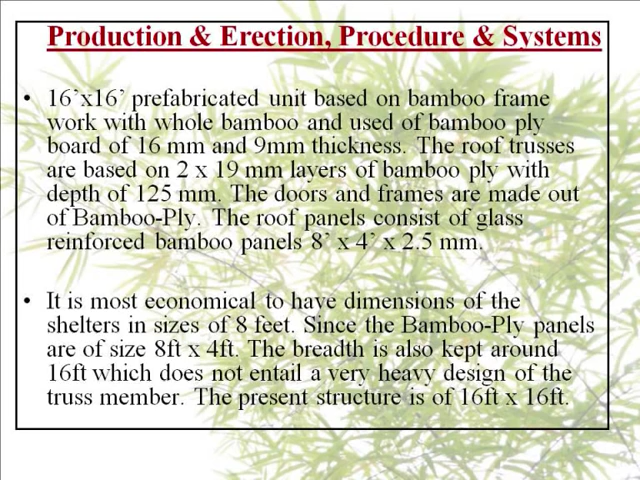 Production & Erection, Procedure & Systems
• 16’x16’ prefabricated unit based on bamboo frame
work with whole bamboo and used of bamboo ply
board of 16 mm and 9mm thickness. The roof trusses
are based on 2 x 19 mm layers of bamboo ply with
depth of 125 mm. The doors and frames are made out
of Bamboo-Ply. The roof panels consist of glass
reinforced bamboo panels 8’ x 4’ x 2.5 mm.
• It is most economical to have dimensions of the
shelters in sizes of 8 feet. Since the Bamboo-Ply panels
are of size 8ft x 4ft. The breadth is also kept around
16ft which does not entail a very heavy design of the
truss member. The present structure is of 16ft x 16ft.